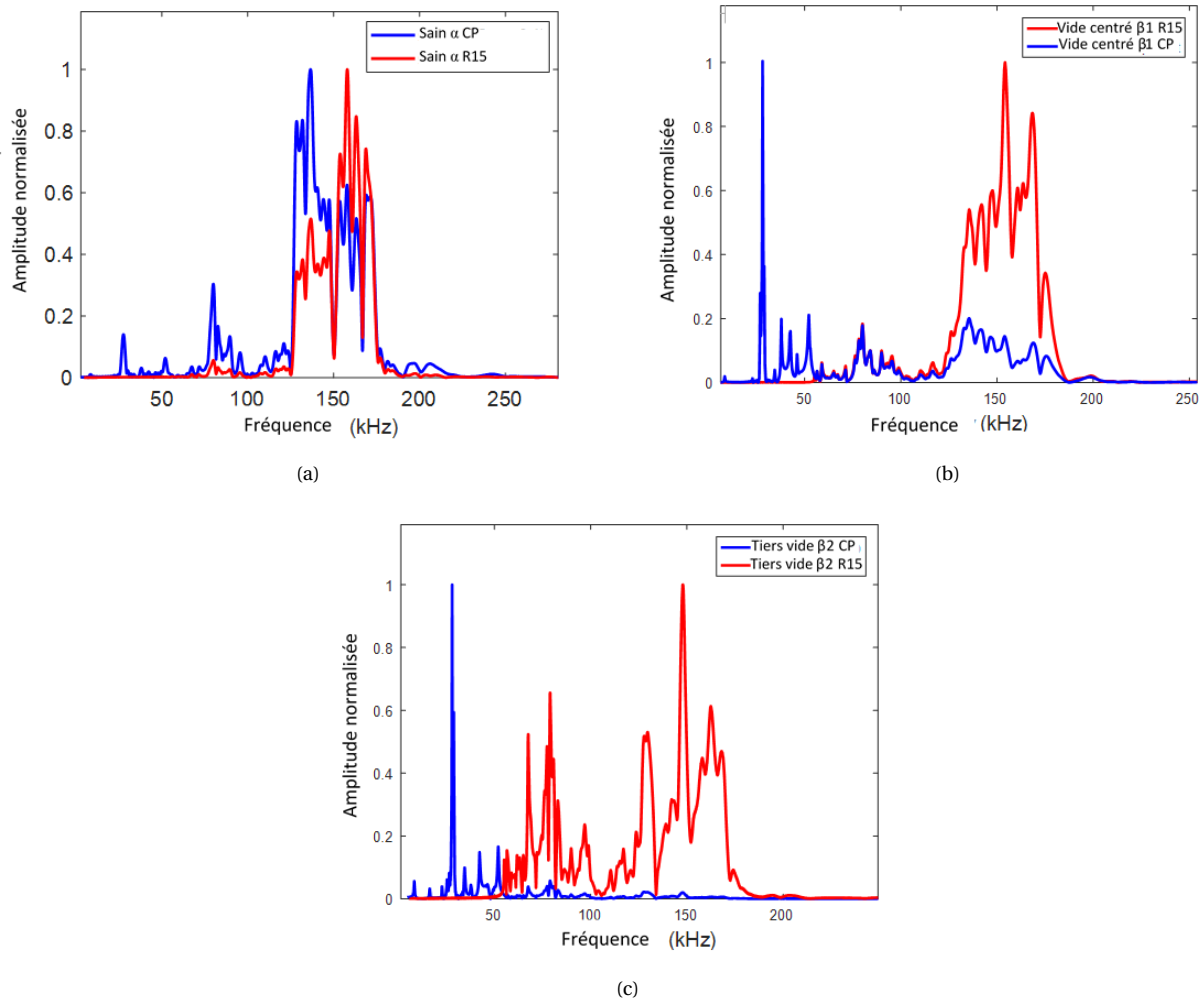 Sain α CP
Sain α R15
Amplitude normalisée
1
0.8
0.6
0.4
0.2
0
50
100
150
200
250
Fréquence (kHz)
(a)
Vide centré β1 R15
Vide centré β1 CP
Amplitude normalisée
1
0.8
0.6
0.4
0.2
0
50
100
150
200
250
Fréquence (kHz)
(b)
Tiers vide β2 CP
Tiers vide β2 R15
Amplitude normalisée
1
0.8
0.6
0.4
0.2
0
50
100
150
200
Fréquence (kHz)
(c)